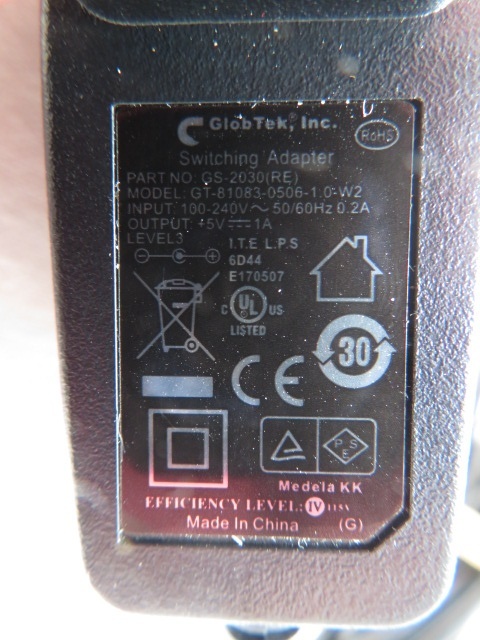 GlobTek, Inc.
RoHS
Switching Adapter
PART NO: GS-2030(RE)
MODEL: GT-81083-0506-1.0-W2
INPUT: 100-240V~ 50/60Hz 0.2A
OUTPUT: +5V⎓1A
LEVEL3
I.T.E L.P.S
6D44
E170507
C UL US
LISTED
30
CE
PSE
Medela KK
EFFICIENCY LEVEL: IV 115V
Made In China (G)